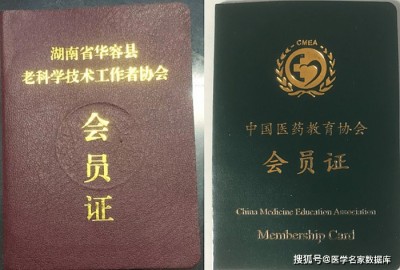 湖南省华容县
老科学技术工作者协会
会
员
证
CMEA
中国医药教育协会
会员证
China Medicine Education Association
Membership Card
搜狐号@医学名家数据库